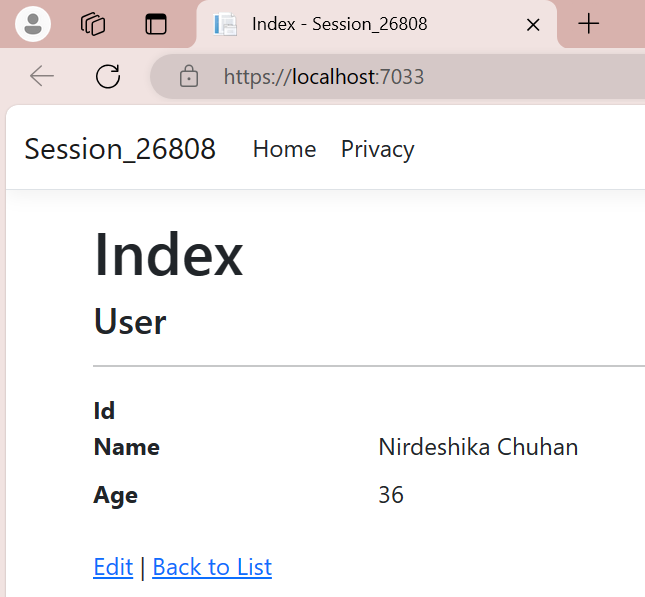 Index - Session_26808
https://localhost:7033
Session_26808 Home Privacy
Index
User
Id
Name Nirdeshika Chuhan
Age 36
Edit | Back to List